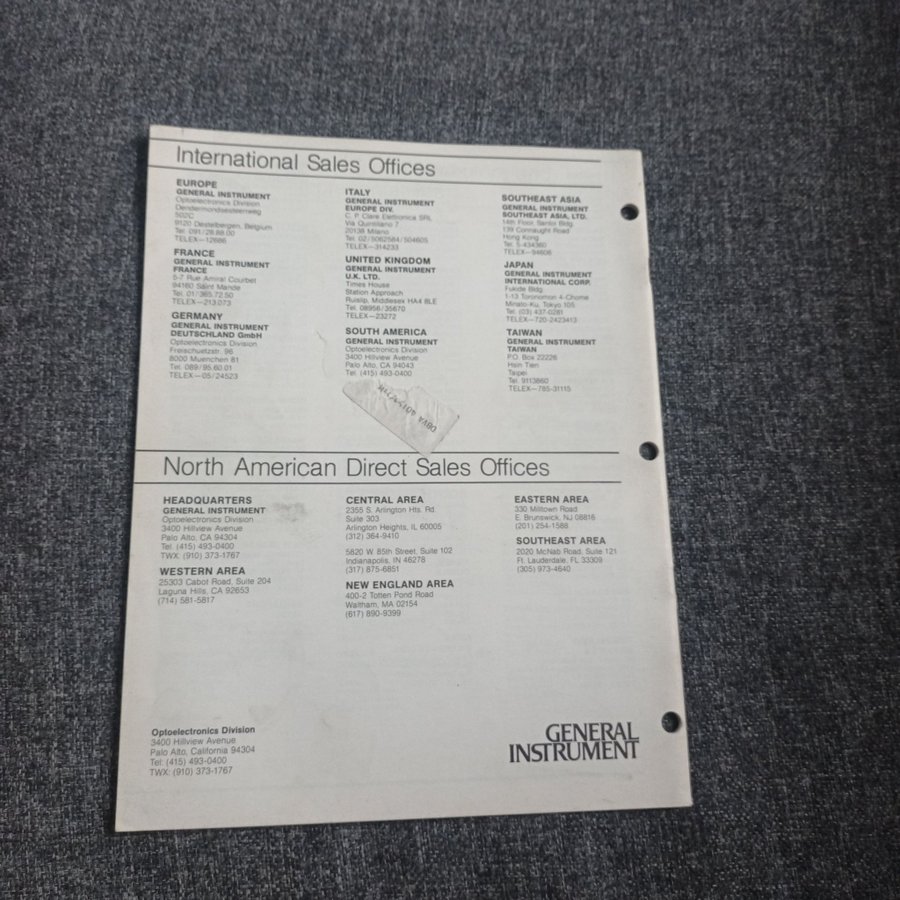 International Sales Offices
EUROPE
GENERAL INSTRUMENT
Optoelectronics Division
Dendermondsesteenweg
502C
9120 Destelbergen, Belgium
Tel. 091/28.88.00
TELEX—12686
FRANCE
GENERAL INSTRUMENT
FRANCE
5-7 Rue Amiral Courbet
94160 Saint Mande
Tel. 01/365.72.50
TELEX—213.073
GERMANY
GENERAL INSTRUMENT
DEUTSCHLAND GmbH
Optoelectronics Division
Freischuetzstr. 96
8000 Muenchen 81
Tel. 089/95.60.01
TELEX—05/24523
ITALY
GENERAL INSTRUMENT
EUROPE DIV.
C. P. Clare Elettronica SRL
Via Quintiliano 7
20138 Milano
Tel. 02/5062584/504605
TELEX—314233
UNITED KINGDOM
GENERAL INSTRUMENT
U.K. LTD.
Times House
Station Approach
Ruislip, Middlesex HA4 8LE
Tel. 08956/35670
TELEX—23272
SOUTH AMERICA
GENERAL INSTRUMENT
Optoelectronics Division
3400 Hillview Avenue
Palo Alto, CA 94043
Tel. (415) 493-0400
SOUTHEAST ASIA
GENERAL INSTRUMENT
SOUTHEAST ASIA, LTD.
14th Floor, Bldg.
139 Connaught Road
Hong Kong
Tel. 5-434360
TELEX—84606
JAPAN
GENERAL INSTRUMENT
INTERNATIONAL CORP.
Fukide Bldg.
1-13 Toranomon 4-Chome
Minato-Ku, Tokyo 105
Tel. (03) 437-0281
TELEX—720-2423413
TAIWAN
GENERAL INSTRUMENT
TAIWAN
P.O. Box 22226
Hsin Tien
Taipei
Tel. 9113860
TELEX—785-31115
North American Direct Sales Offices
HEADQUARTERS
GENERAL INSTRUMENT
Optoelectronics Division
3400 Hillview Avenue
Palo Alto, CA 94304
Tel. (415) 493-0400
TWX: (910) 373-1767
WESTERN AREA
25303 Cabot Road, Suite 204
Laguna Hills, CA 92653
(714) 581-5817
CENTRAL AREA
2355 S. Arlington Hts. Rd.
Suite 303
Arlington Heights, IL 60005
(312) 364-9410
5820 W. 85th Street, Suite 102
Indianapolis, IN 46278
(317) 875-6851
NEW ENGLAND AREA
400-2 Totten Pond Road
Waltham, MA 02154
(617) 890-9399
EASTERN AREA
330 Milltown Road
E. Brunswick, NJ 08816
(201) 254-1588
SOUTHEAST AREA
2020 McNab Road, Suite 121
Ft. Lauderdale, FL 33309
(305) 973-4640
Optoelectronics Division
3400 Hillview Avenue
Palo Alto, California 94304
Tel: (415) 493-0400
TWX: (910) 373-1767
GENERAL
INSTRUMENT